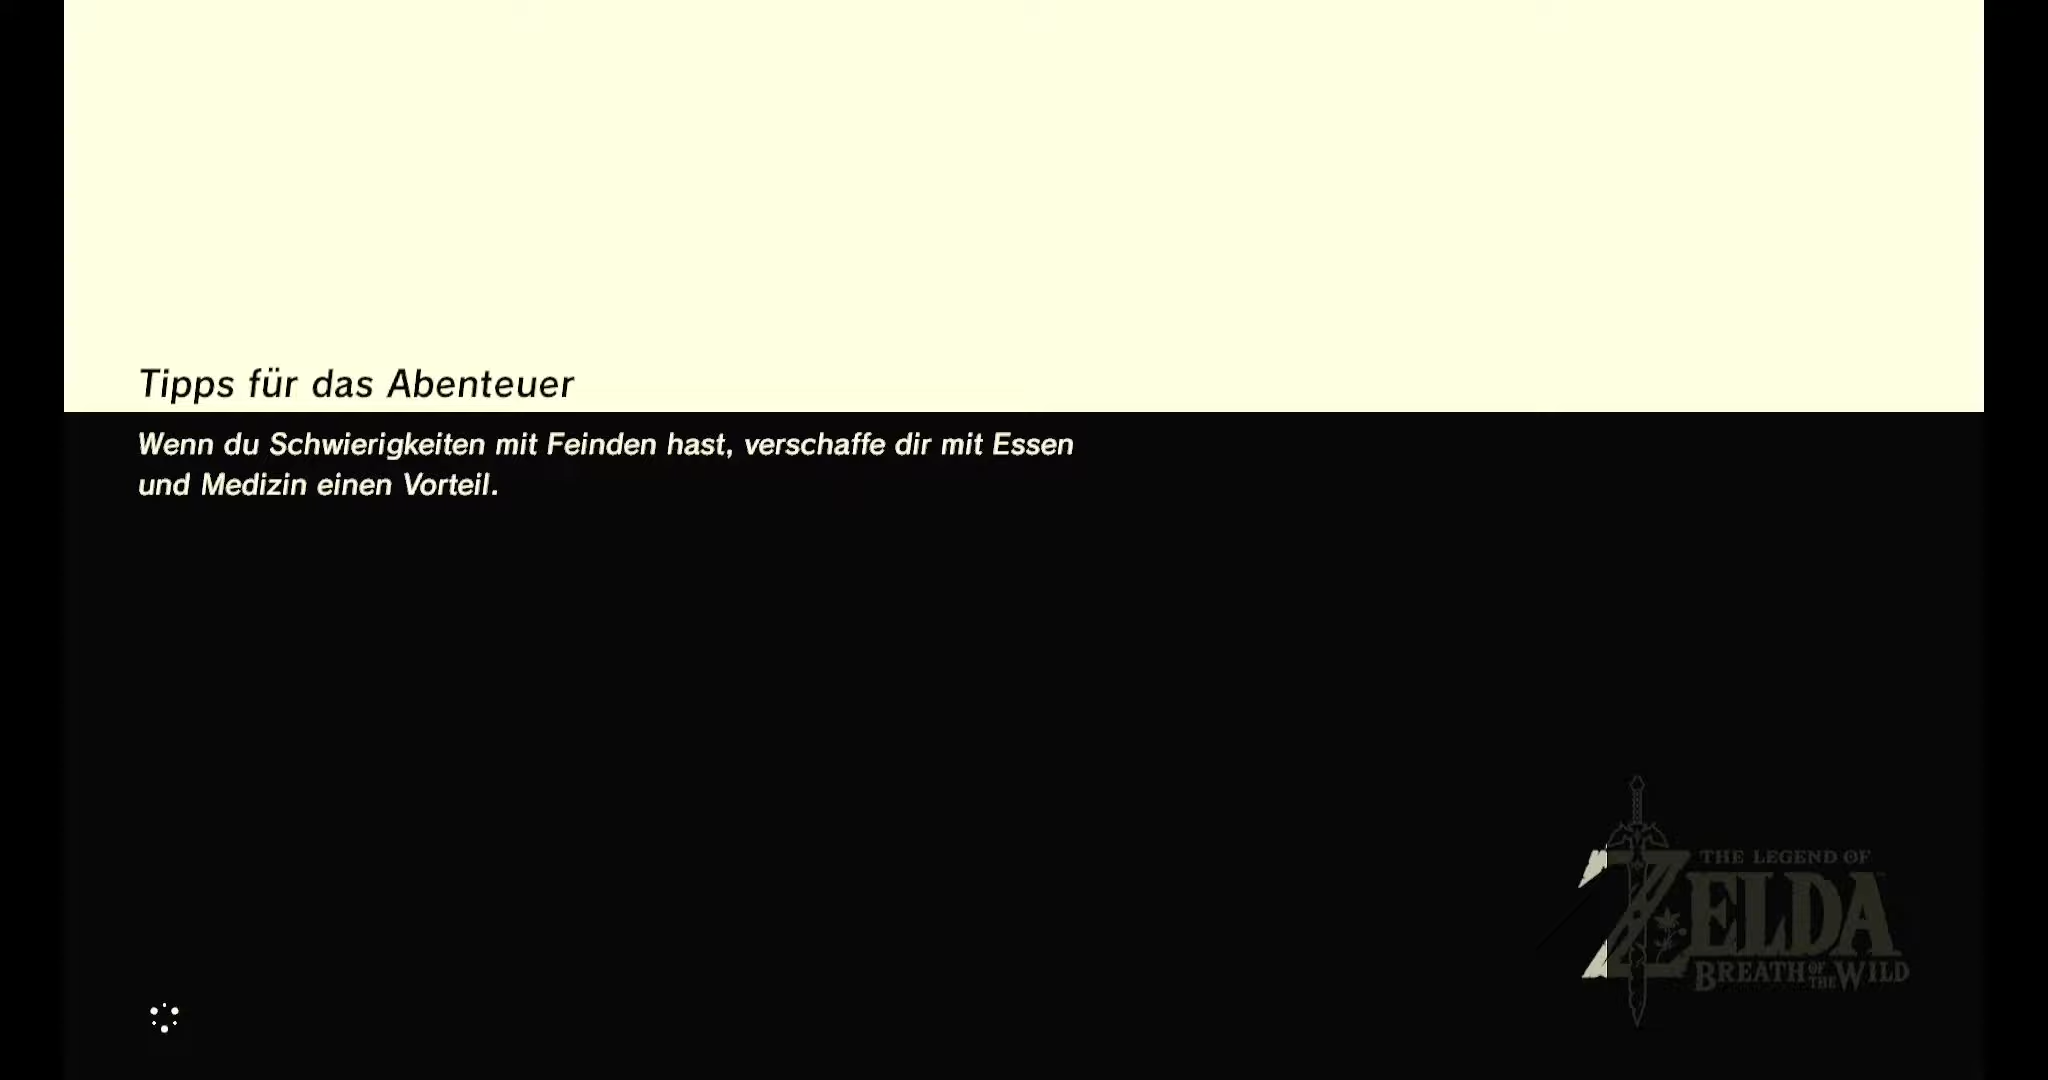 Tipps für das Abenteuer
Wenn du Schwierigkeiten mit Feinden hast, verschaffe dir mit Essen
und Medizin einen Vorteil.
THE LEGEND OF
ZELDA
BREATH OF THE WILD